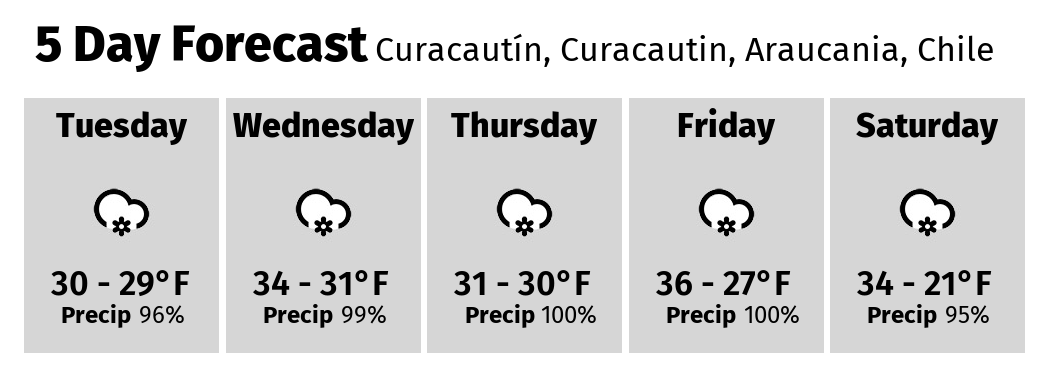 5 Day Forecast Curacautín, Curacautin, Araucania, Chile
Tuesday
30 - 29°F
Precip 96%
Wednesday
34 - 31°F
Precip 99%
Thursday
31 - 30°F
Precip 100%
Friday
36 - 27°F
Precip 100%
Saturday
34 - 21°F
Precip 95%